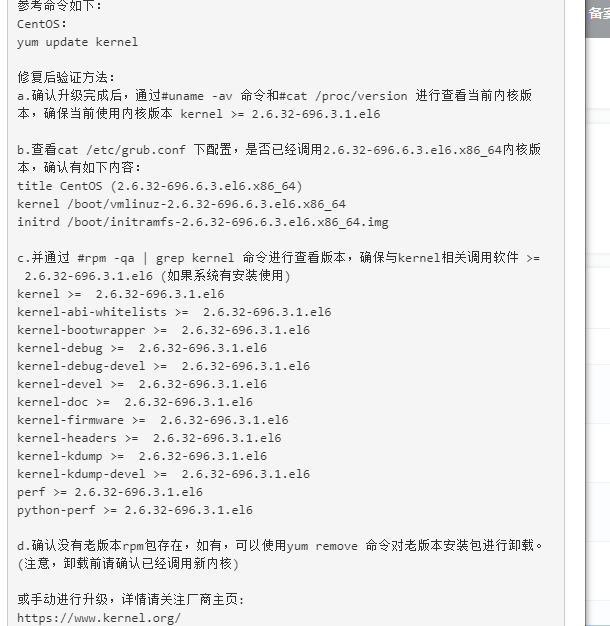 参考命令如下:
CentOS:
yum update kernel
修复后验证方法:
a.确认升级完成后，通过#uname -av 命令和#cat /proc/version 进行查看当前内核版
本，确保当前使用内核版本 kernel >= 2.6.32-696.3.1.el6
b.查看cat /etc/grub.conf 下配置，是否已经调用2.6.32-696.6.3.el6.x86_64内核版
本，确认有如下内容:
title CentOS (2.6.32-696.6.3.el6.x86_64)
kernel /boot/vmlinuz-2.6.32-696.6.3.el6.x86_64
initrd /boot/initramfs-2.6.32-696.6.3.el6.x86_64.img
c.并通过 #rpm -qa | grep kernel 命令进行查看版本，确保与kernel相关调用软件 >=
2.6.32-696.3.1.el6 (如果系统有安装使用)
kernel >=  2.6.32-696.3.1.el6
kernel-abi-whitelists >=  2.6.32-696.3.1.el6
kernel-bootwrapper >=  2.6.32-696.3.1.el6
kernel-debug >=  2.6.32-696.3.1.el6
kernel-debug-devel >=  2.6.32-696.3.1.el6
kernel-devel >=  2.6.32-696.3.1.el6
kernel-doc >=  2.6.32-696.3.1.el6
kernel-firmware >=  2.6.32-696.3.1.el6
kernel-headers >=  2.6.32-696.3.1.el6
kernel-kdump >=  2.6.32-696.3.1.el6
kernel-kdump-devel >=  2.6.32-696.3.1.el6
perf >= 2.6.32-696.3.1.el6
python-perf >= 2.6.32-696.3.1.el6
d.确认没有老版本rpm包存在，如有，可以使用yum remove 命令对老版本安装包进行卸载。
(注意，卸载前请确认已经调用新内核)
或手动进行升级，详情请关注厂商主页:
https://www.kernel.org/
备案